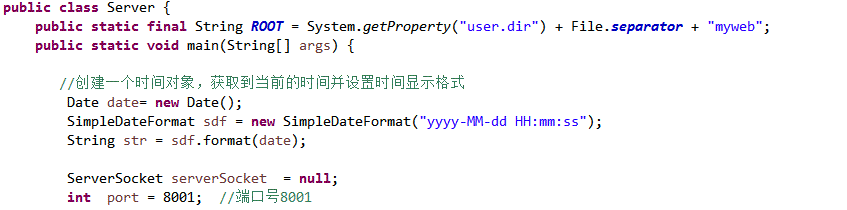 public class Server {
public static final String ROOT = System.getProperty("user.dir") + File.separator + "myweb";
public static void main(String[] args) {
//创建一个时间对象，获取到当前的时间并设置时间显示格式
Date date= new Date();
SimpleDateFormat sdf = new SimpleDateFormat("yyyy-MM-dd HH:mm:ss");
String str = sdf.format(date);
ServerSocket serverSocket  = null;
int  port = 8001;  //端口号8001